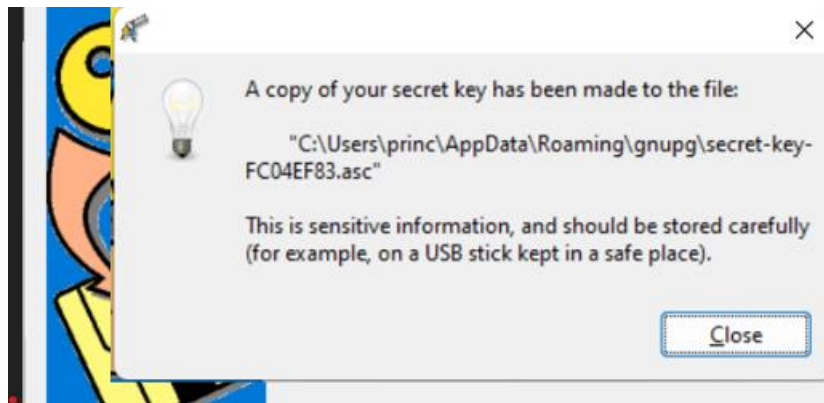 A copy of your secret key has been made to the file:
"C:\Users\princ\AppData\Roaming\gnupg\secret-key-
FC04EF83.asc"
This is sensitive information, and should be stored carefully
(for example, on a USB stick kept in a safe place).
Close